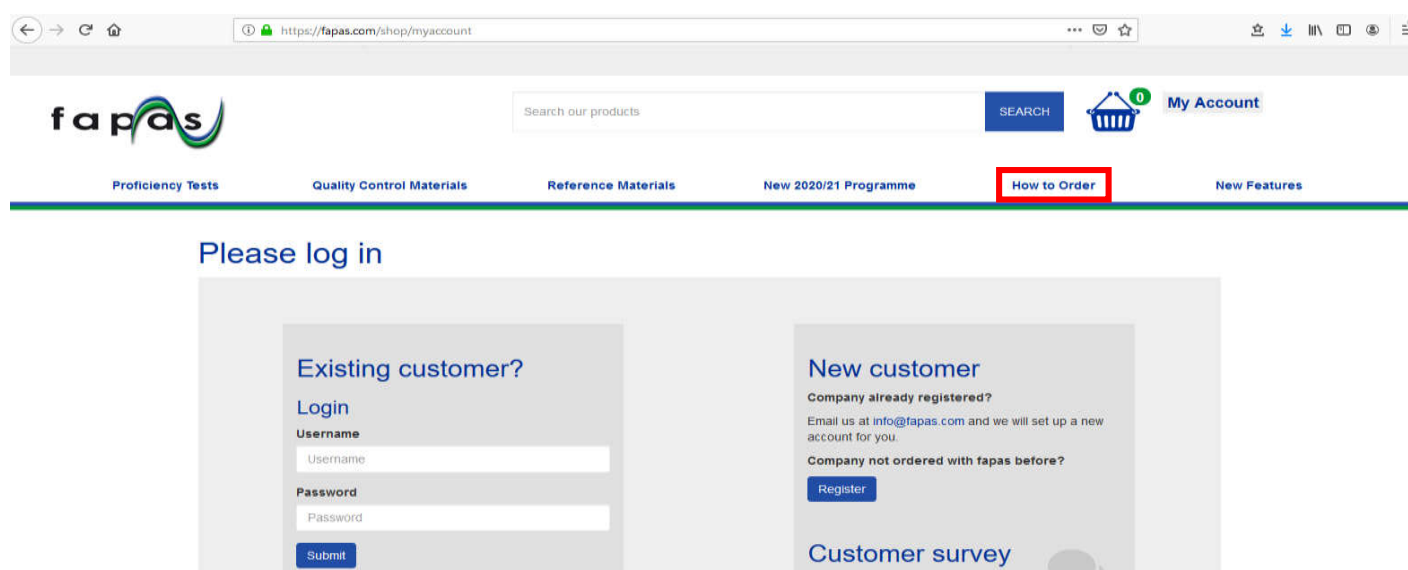 https://fapas.com/shop/myaccount
fapas
Search our products
SEARCH
0
My Account
Proficiency Tests
Quality Control Materials
Reference Materials
New 2020/21 Programme
How to Order
New Features
Please log in
Existing customer?
Login
Username
Username
Password
Password
Submit
New customer
Company already registered?
Email us at info@fapas.com and we will set up a new
account for you.
Company not ordered with fapas before?
Register
Customer survey